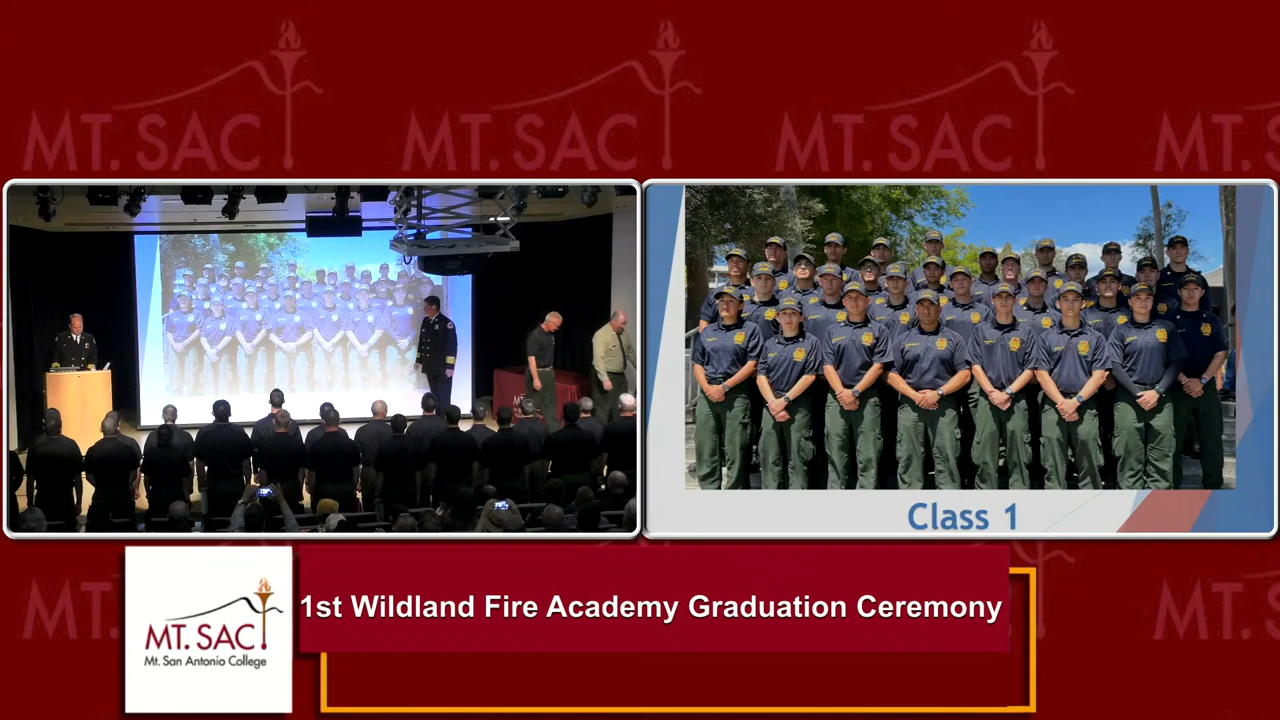 MT. SAC
MT. SAC
MT. SAC
MT. S
Class 1
1st Wildland Fire Academy Graduation Ceremony
MT. SAC
Mt. San Antonio College